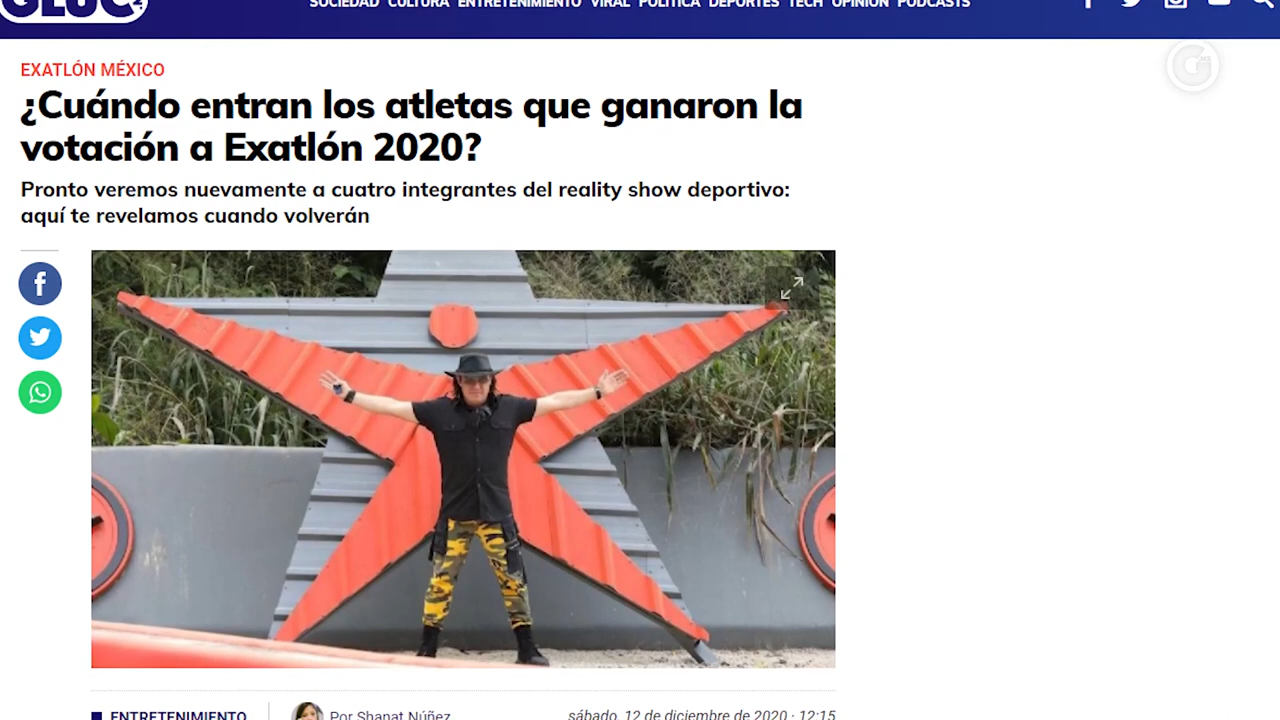 SOCIEDAD CULTURA ENTRETENIMIENTO VIRAL POLÍTICA DEPORTES TECH OPINIÓN PODCASTS
EXATLÓN MÉXICO
¿Cuándo entran los atletas que ganaron la
votación a Exatlón 2020?
Pronto veremos nuevamente a cuatro integrantes del reality show deportivo:
aquí te revelamos cuando volverán
ENTRETENIMIENTO
Por Shanat Núñez
sábado, 12 de diciembre de 2020 · 12:15